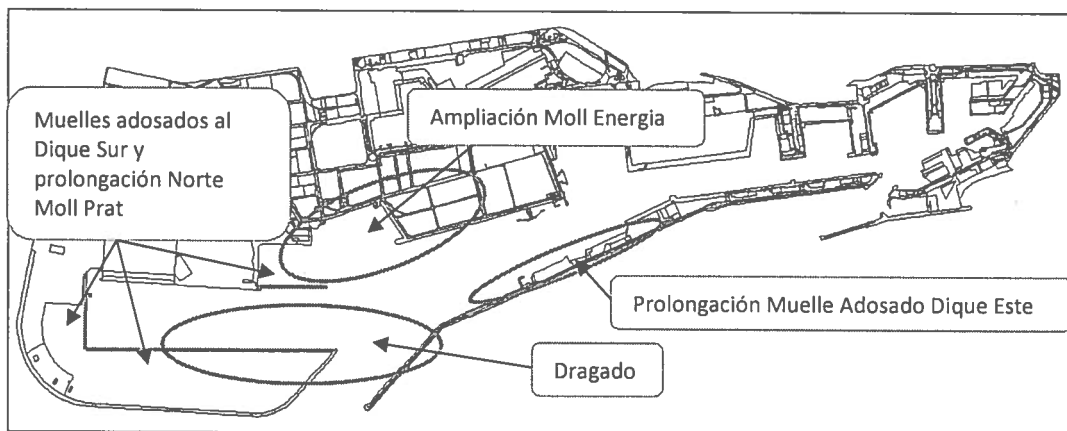 Muelles adosados al
Dique Sur y
prolongación Norte
Moll Prat
Ampliación Moll Energia
Prolongación Muelle Adosado Dique Este
Dragado